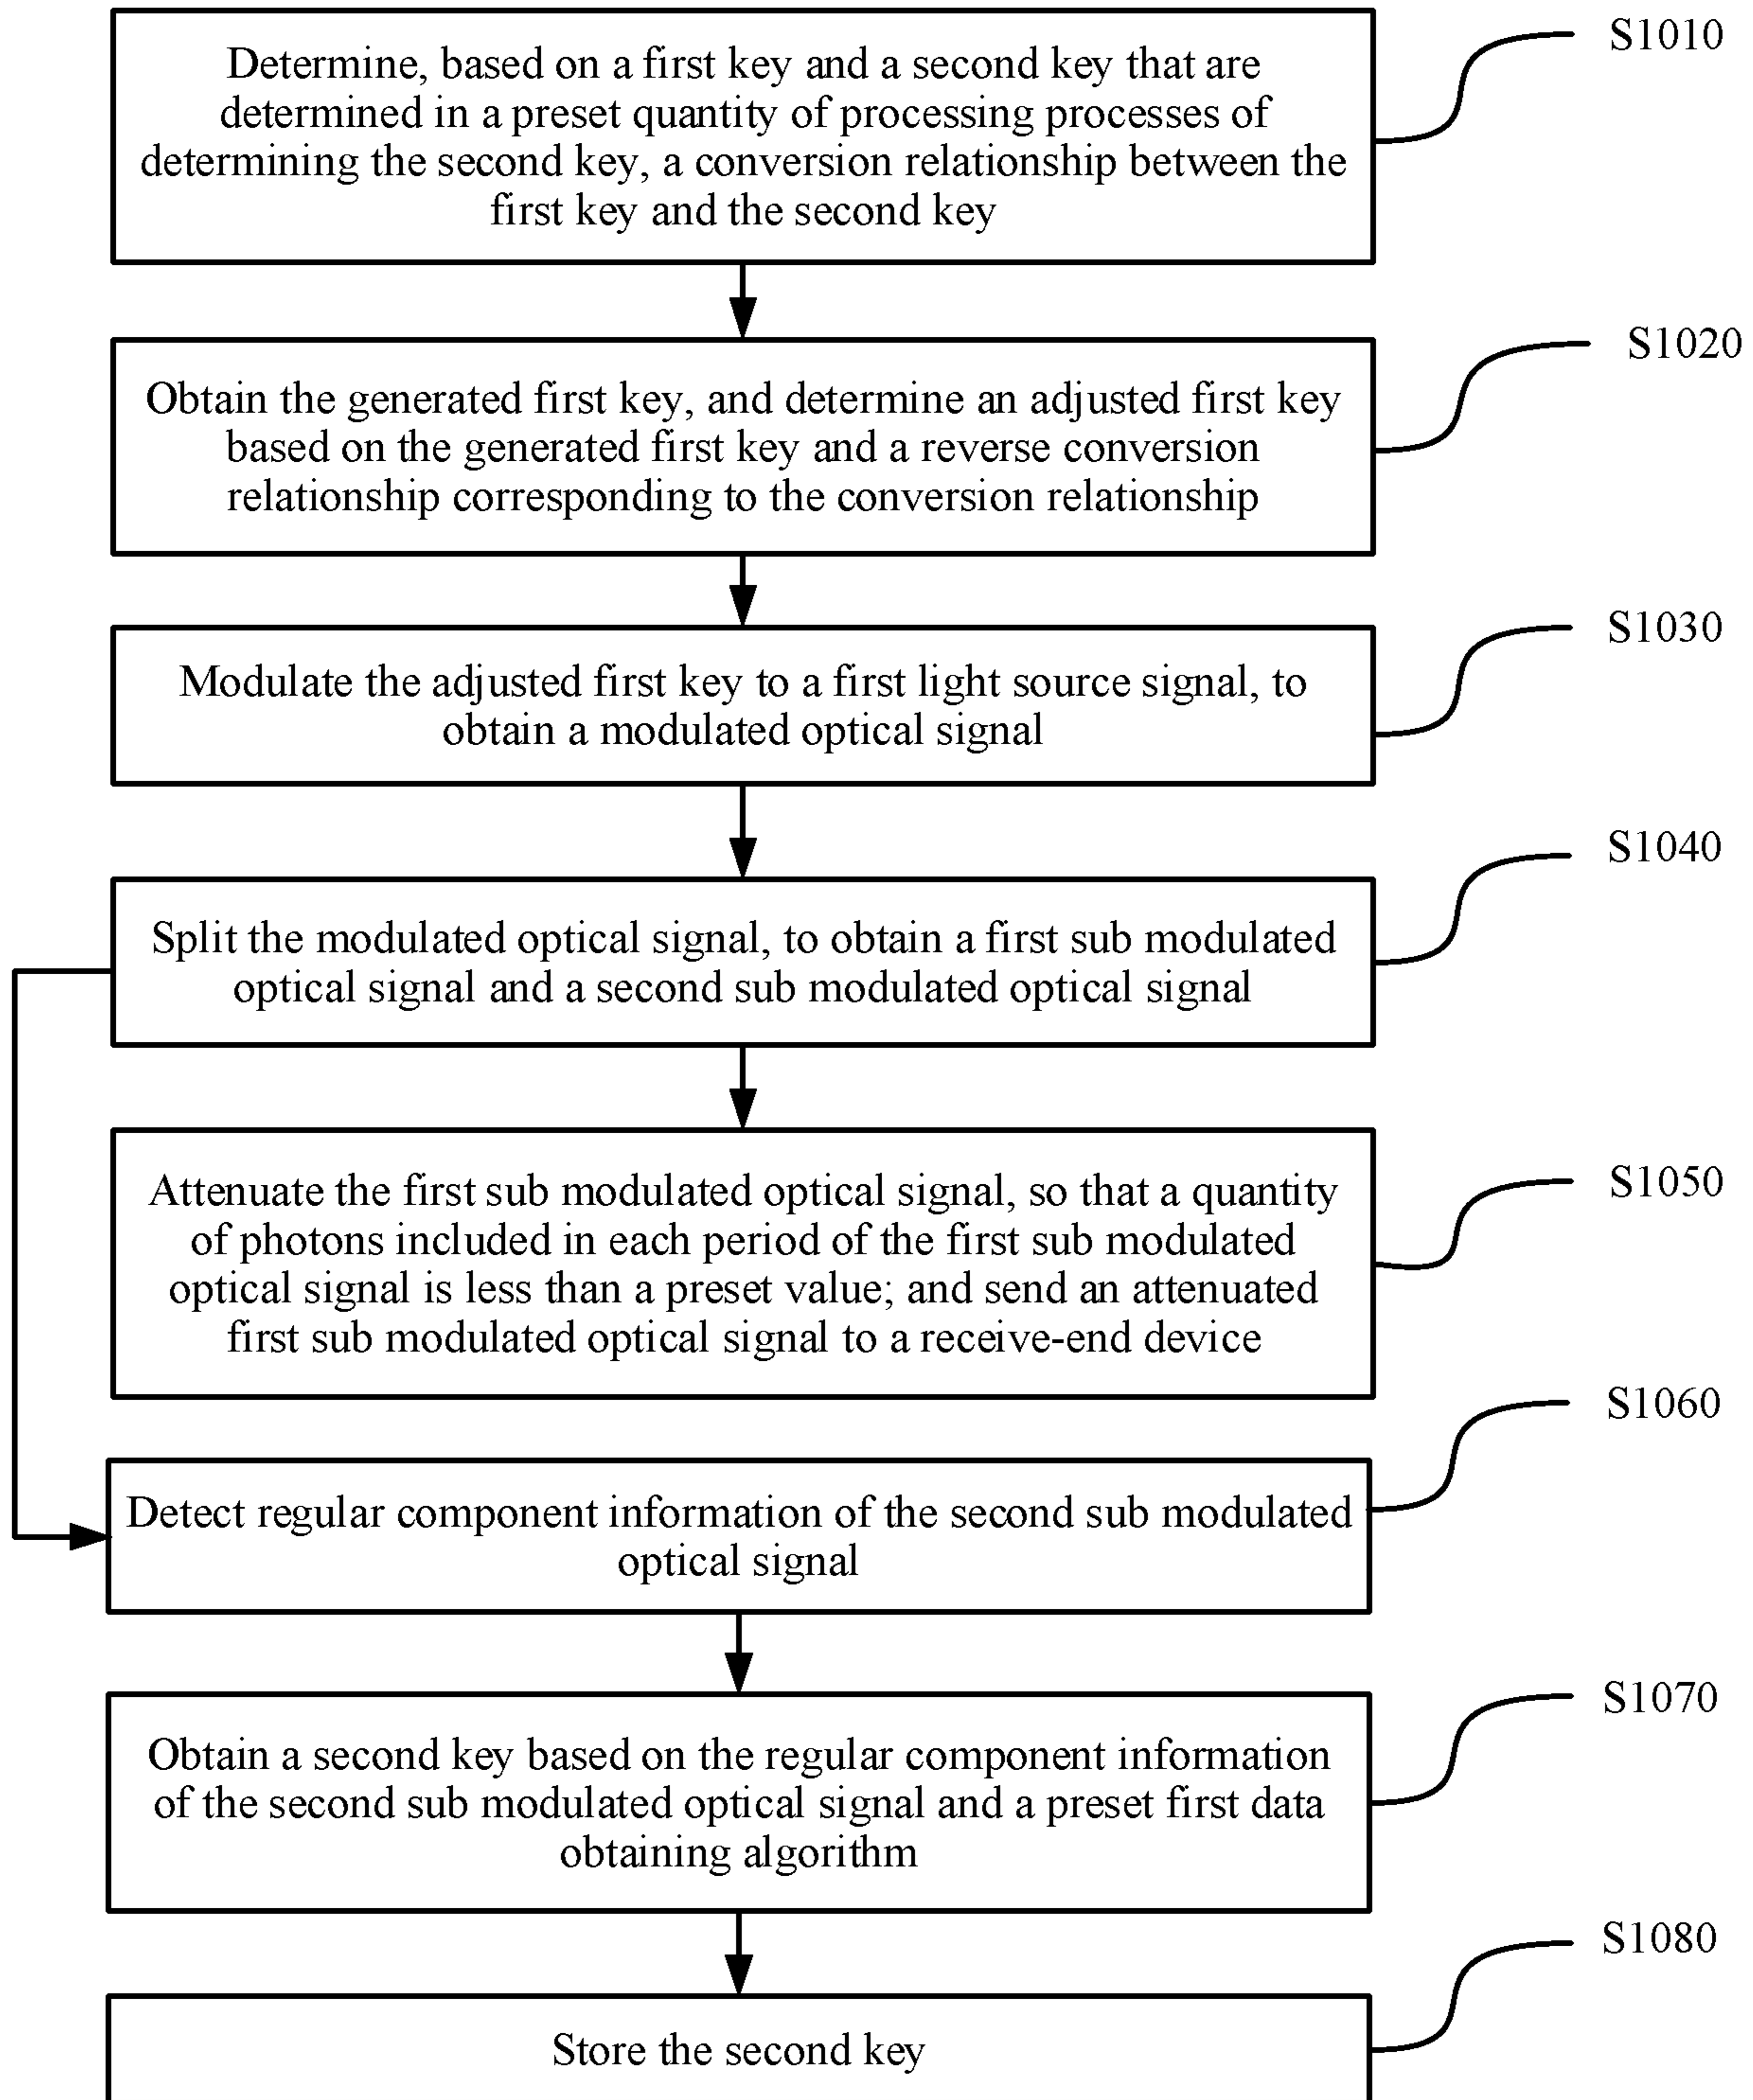 Determine, based on a first key and a second key that are
determined in a preset quantity of processing processes of
determining the second key, a conversion relationship between the
first key and the second key
S1010
Obtain the generated first key, and determine an adjusted first key
based on the generated first key and a reverse conversion
relationship corresponding to the conversion relationship
S1020
Modulate the adjusted first key to a first light source signal, to
obtain a modulated optical signal
S1030
Split the modulated optical signal, to obtain a first sub modulated
optical signal and a second sub modulated optical signal
S1040
Attenuate the first sub modulated optical signal, so that a quantity
of photons included in each period of the first sub modulated
optical signal is less than a preset value; and send an attenuated
first sub modulated optical signal to a receive-end device
S1050
Detect regular component information of the second sub modulated
optical signal
S1060
Obtain a second key based on the regular component information
of the second sub modulated optical signal and a preset first data
obtaining algorithm
S1070
Store the second key
S1080